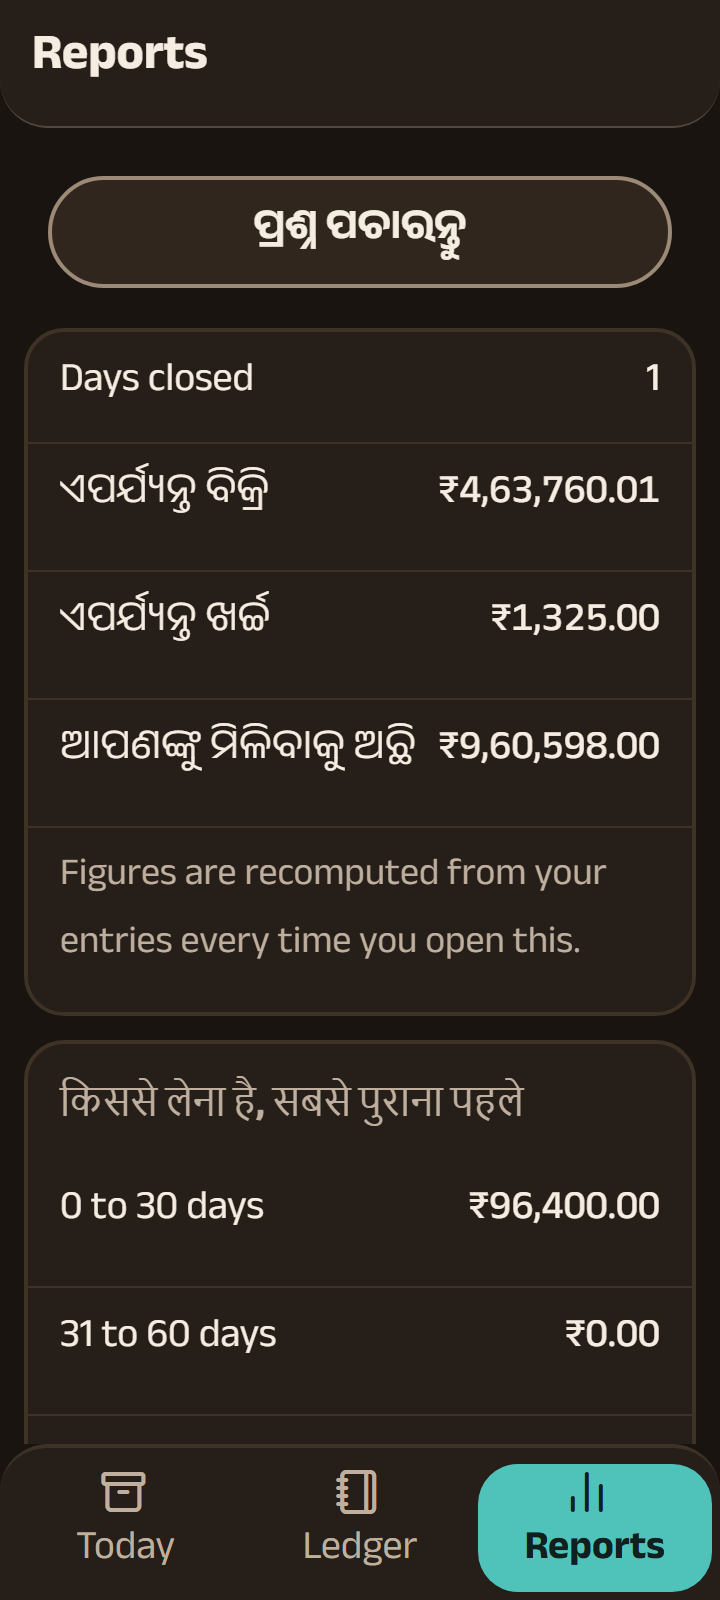 Reports
ପ୍ରଶ୍ନ ପଚାରନ୍ତୁ
Days closed 1
ଏପର୍ଯ୍ୟନ୍ତ ବିକ୍ରି ₹4,63,760.01
ଏପର୍ଯ୍ୟନ୍ତ ଖର୍ଚ୍ଚ ₹1,325.00
ଆପଣଙ୍କୁ ମିଳିବାକୁ ଅଛି ₹9,60,598.00
Figures are recomputed from your
entries every time you open this.
किससे लेना है, सबसे पुराना पहले
0 to 30 days ₹96,400.00
31 to 60 days ₹0.00
Today Ledger Reports